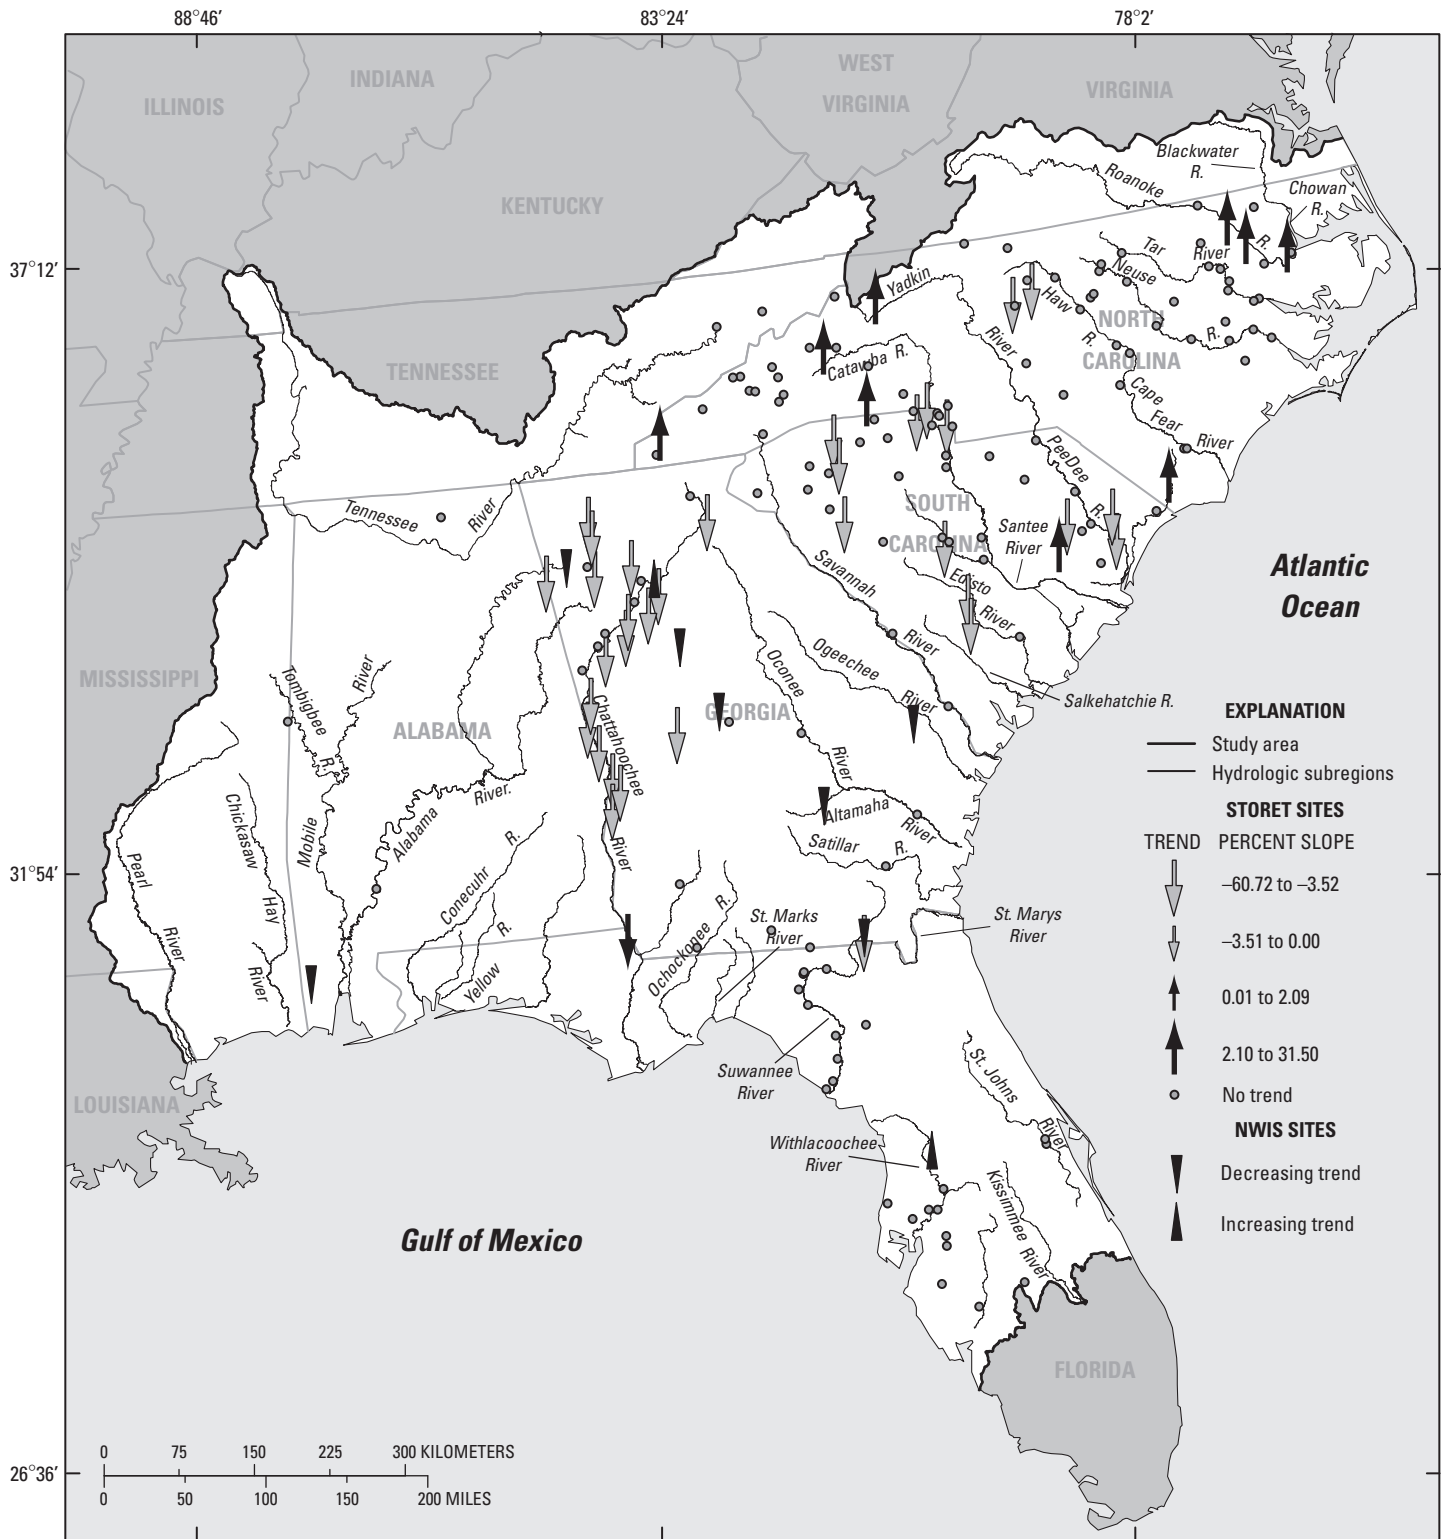 88°46′ 83°24′ 78°2′
WEST
VIRGINIA
VIRGINIA
INDIANA
ILLINOIS
KENTUCKY
TENNESSEE
Blackwater
R.
Roanoke
R.
Chowan
R.
37°12′
Tar
River
Neuse
R.
Yadkin
River
Haw
R.
NORTH
CAROLINA
Catawba R.
Cape
Fear
River
PeeDee
R.
SOUTH
CAROLINA
Santee
River
Tennessee
River
Savannah
River
Edisto
River
Atlantic
Ocean
Ogeechee
River
Oconee
River
Salkehatchie R.
MISSISSIPPI
Tombigbee
R.
River
ALABAMA
GEORGIA
Chattahoochee
River
Chickasaw
Hay
River
Mobile
Alabama
River.
Altamaha
River
Satillar
R.
Conecuhr
R.
Pearl
River
31°54′
R.
Yellow
Ochockonee
R.
St. Marks
River
St. Marys
River
Suwannee
River
St. Johns
River
LOUISIANA
Withlacoochee
River
Kissimmee River
Gulf of Mexico
FLORIDA
EXPLANATION
Study area
Hydrologic subregions
STORET SITES
TREND PERCENT SLOPE
–60.72 to –3.52
–3.51 to 0.00
0.01 to 2.09
2.10 to 31.50
No trend
NWIS SITES
Decreasing trend
Increasing trend
26°36′
0 75 150 225 300 KILOMETERS
0 50 100 150 200 MILES